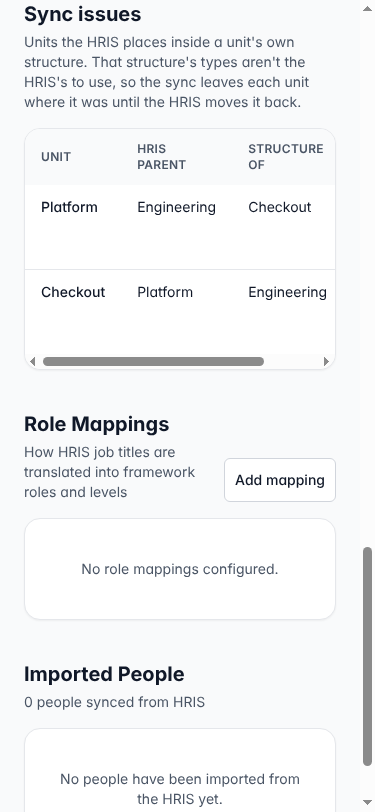 Sync issues
Units the HRIS places inside a unit's own
structure. That structure's types aren't the
HRIS's to use, so the sync leaves each unit
where it was until the HRIS moves it back.
UNIT HRIS PARENT STRUCTURE OF
Platform Engineering Checkout
Checkout Platform Engineering
Role Mappings
How HRIS job titles are
translated into framework
roles and levels
Add mapping
No role mappings configured.
Imported People
0 people synced from HRIS
No people have been imported from
the HRIS yet.